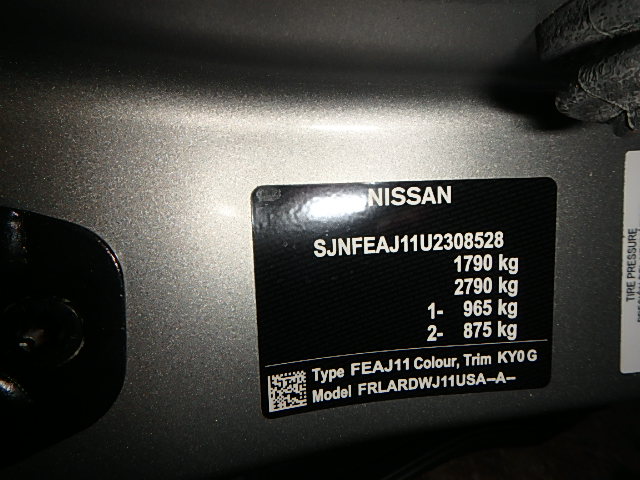 NISSAN
SJNFEAJ11U2308528
1790 kg
2790 kg
1- 965 kg
2- 875 kg
Type FEAJ11 Colour, Trim KY0 G
Model FRLARDWJ11USA-A-
TIRE PRESSURE